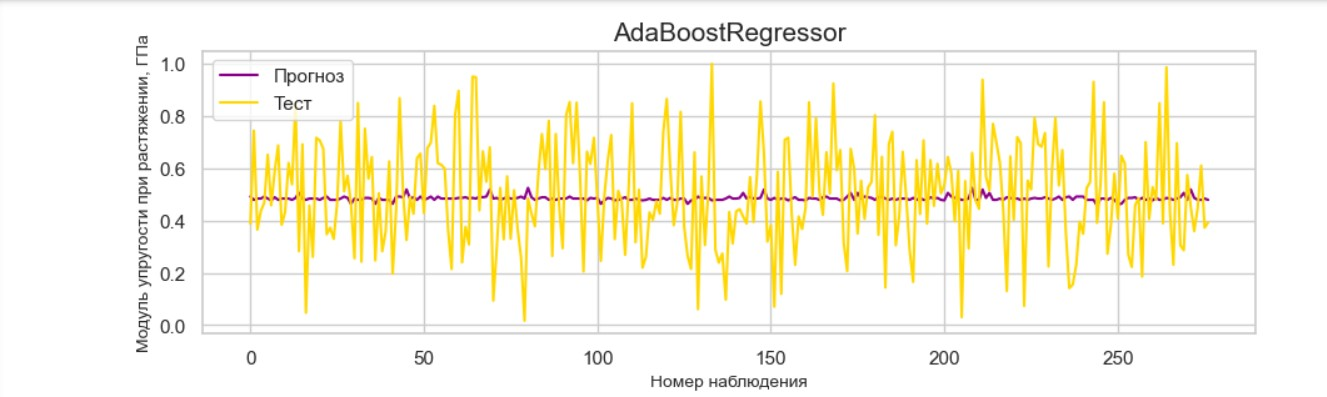 AdaBoostRegressor
Модуль упругости при растяжении, ГПа
1.0
0.8
0.6
0.4
0.2
0.0
Прогноз
Тест
0 50 100 150 200 250
Номер наблюдения